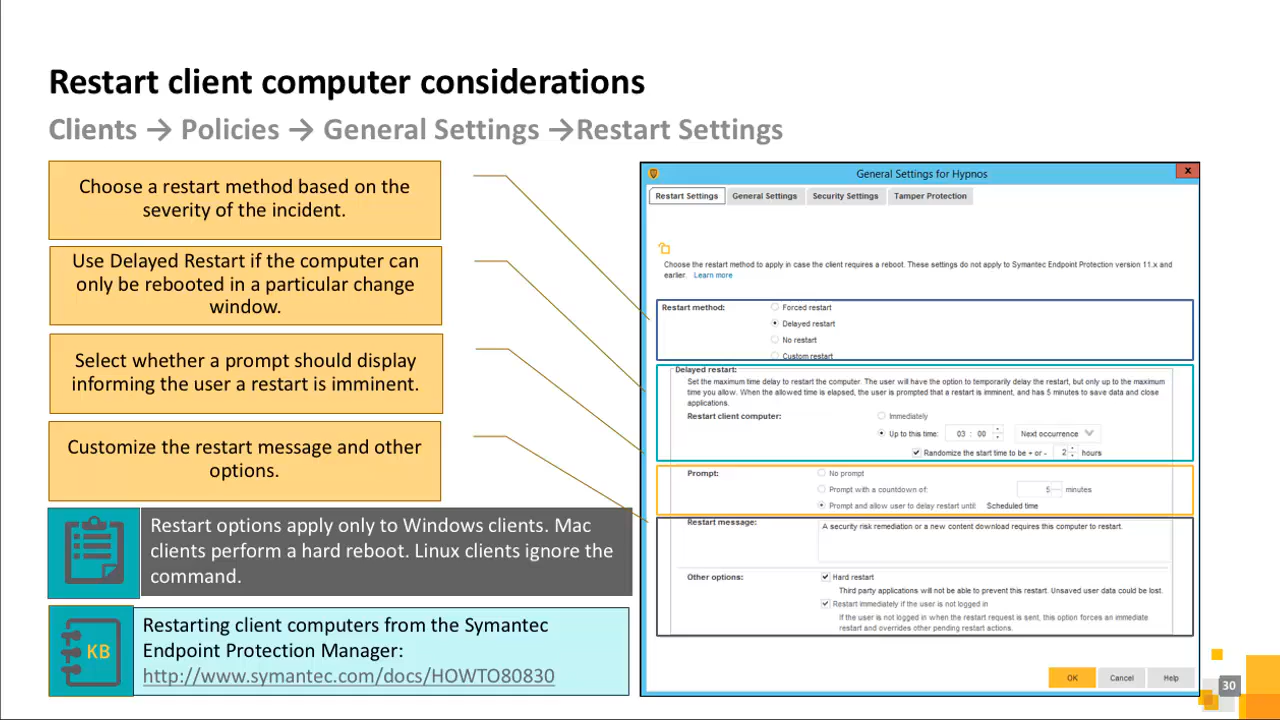 Restart client computer considerations
Clients → Policies → General Settings →Restart Settings
Choose a restart method based on the
severity of the incident.
Use Delayed Restart if the computer can
only be rebooted in a particular change
window.
Select whether a prompt should display
informing the user a restart is imminent.
Customize the restart message and other
options.
Restart options apply only to Windows clients. Mac
clients perform a hard reboot. Linux clients ignore the
command.
KB
Restarting client computers from the Symantec
Endpoint Protection Manager:
http://www.symantec.com/docs/HOWTO80830
General Settings for Hypnos
x
Restart Settings General Settings Security Settings Tamper Protection
Choose the restart method to apply in case the client requires a reboot. These settings do not apply to Symantec Endpoint Protection version 11.x and
earlier. Learn more
Restart method: Forced restart
Delayed restart
No restart
Custom restart
Delayed restart:
Set the maximum time delay to restart the computer. The user will have the option to temporarily delay the restart, but only up to the maximum
time you allow. When the allowed time is elapsed, the user is prompted that a restart is imminent, and has 5 minutes to save data and close
applications.
Restart client computer: Immediately
Up to this time: 03 : 00 Next occurrence
Randomize the start time to be + or - 2 hours
Prompt: No prompt
Prompt with a countdown of: 5 minutes
Prompt and allow user to delay restart until: Scheduled time
Restart message: A security risk remediation or a new content download requires this computer to restart.
Other options: Hard restart
Third party applications will not be able to prevent this restart. Unsaved user data could be lost.
Restart immediately if the user is not logged in
If the user is not logged in when the restart request is sent, this option forces an immediate
restart and overrides other pending restart actions.
OK Cancel Help
30